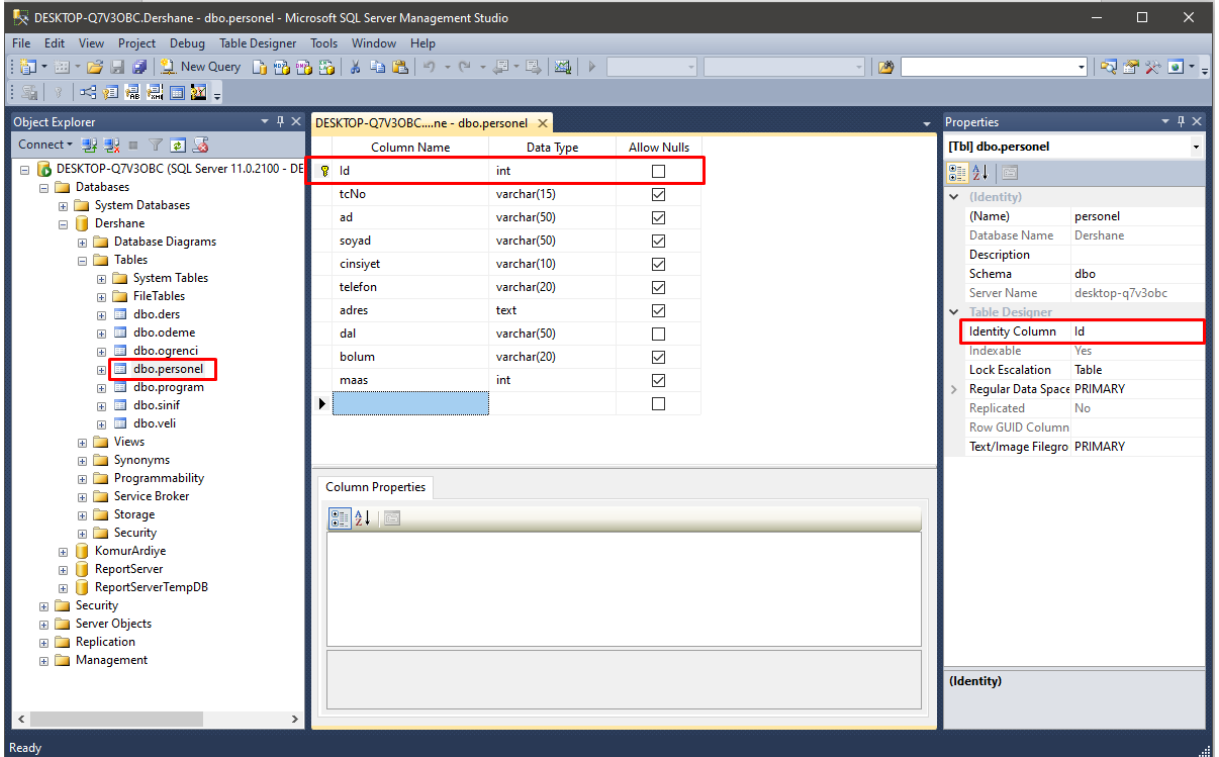 DESKTOP-Q7V3OBC.Dershane - dbo.personel - Microsoft SQL Server Management Studio
File Edit View Project Debug Table Designer Tools Window Help
New Query
Object Explorer
Connect
DESKTOP-Q7V3OBC (SQL Server 11.0.2100 - DE
Databases
System Databases
Dershane
Database Diagrams
Tables
System Tables
FileTables
dbo.ders
dbo.odeme
dbo.ogrenci
dbo.personel
dbo.program
dbo.sinif
dbo.veli
Views
Synonyms
Programmability
Service Broker
Storage
Security
KomurArdiye
ReportServer
ReportServerTempDB
Security
Server Objects
Replication
Management
DESKTOP-Q7V3OBC....ne - dbo.personel
Column Name Data Type Allow Nulls
Id int
tcNo varchar(15)
ad varchar(50)
soyad varchar(50)
cinsiyet varchar(10)
telefon varchar(20)
adres text
dal varchar(50)
bolum varchar(20)
maas int
Column Properties
Properties
[Tbl] dbo.personel
(Identity)
(Name) personel
Database Name Dershane
Description
Schema dbo
Server Name desktop-q7v3obc
Table Designer
Identity Column Id
Indexable Yes
Lock Escalation Table
Regular Data Space PRIMARY
Replicated No
Row GUID Column
Text/Image Filegro PRIMARY
(Identity)
Ready